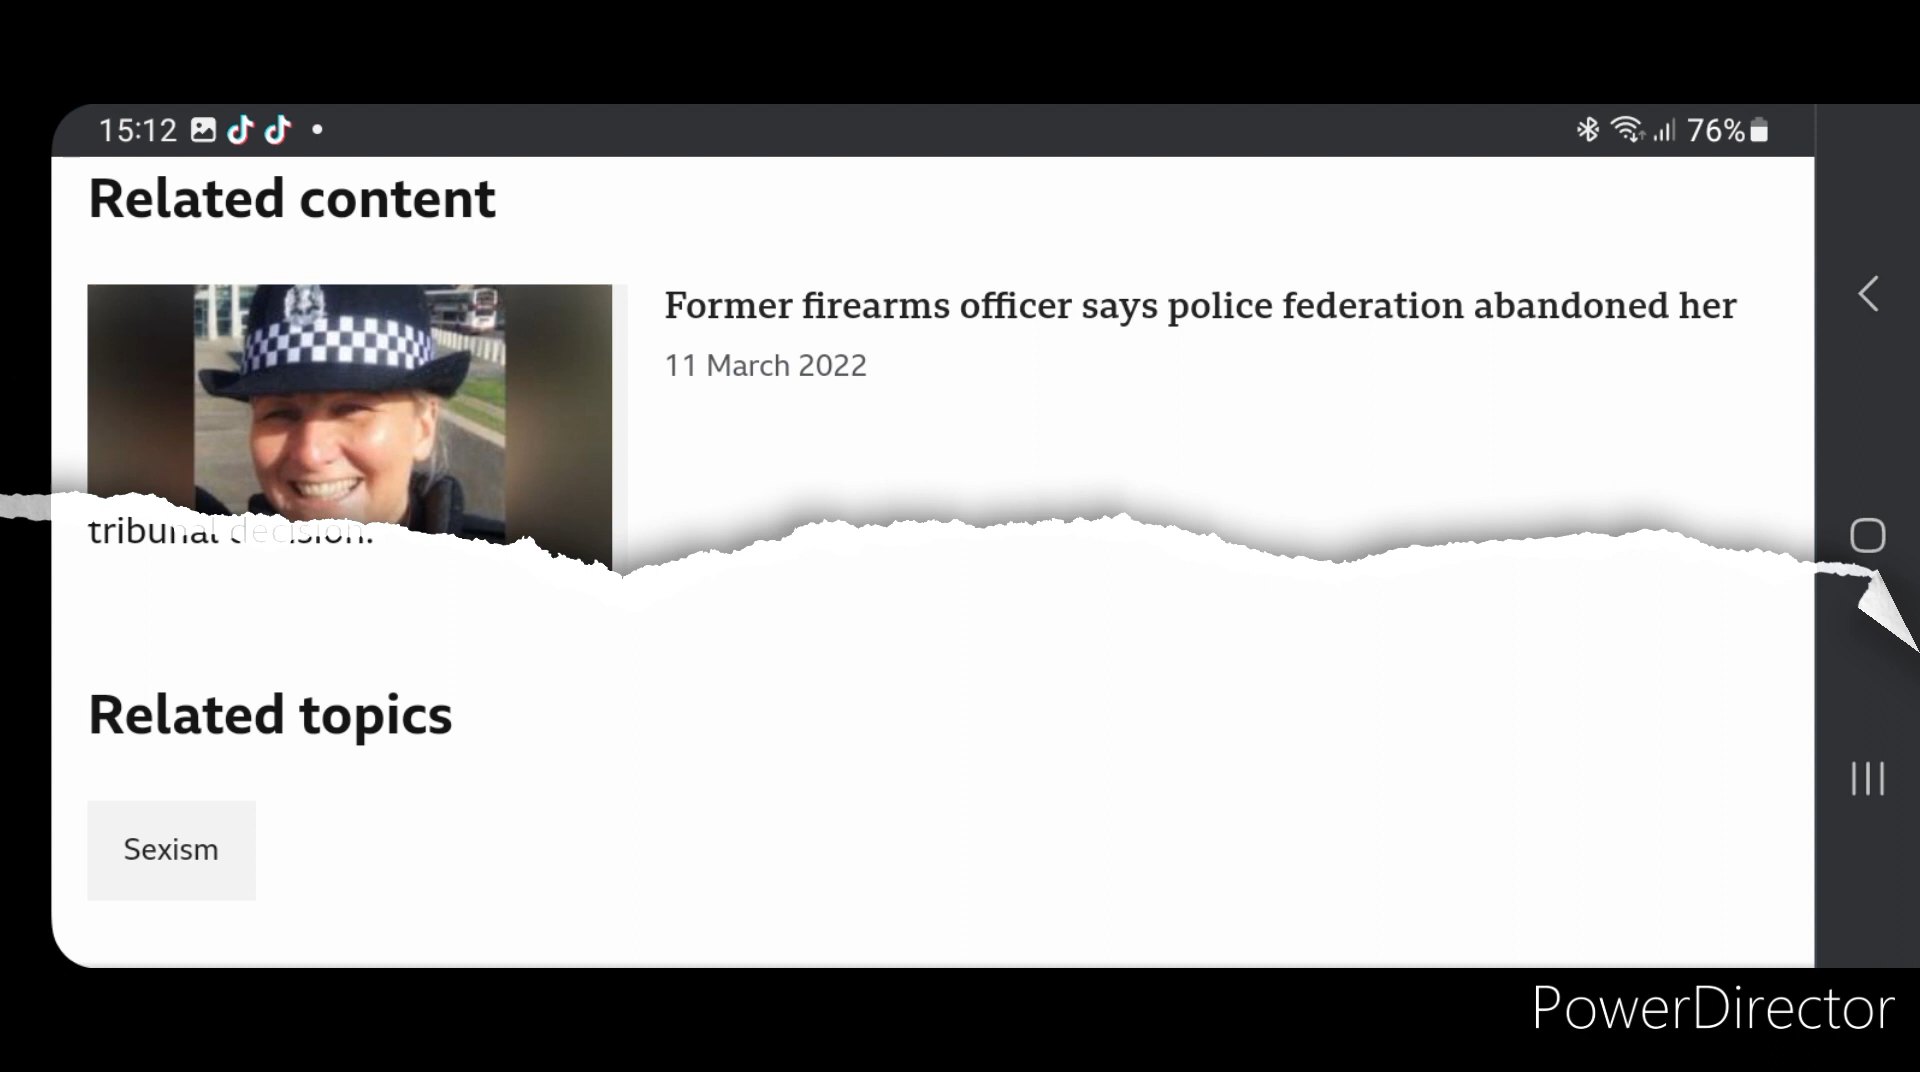 15:12
76%
Related content
Former firearms officer says police federation abandoned her
11 March 2022
tribunal decision.
Related topics
Sexism
PowerDirector